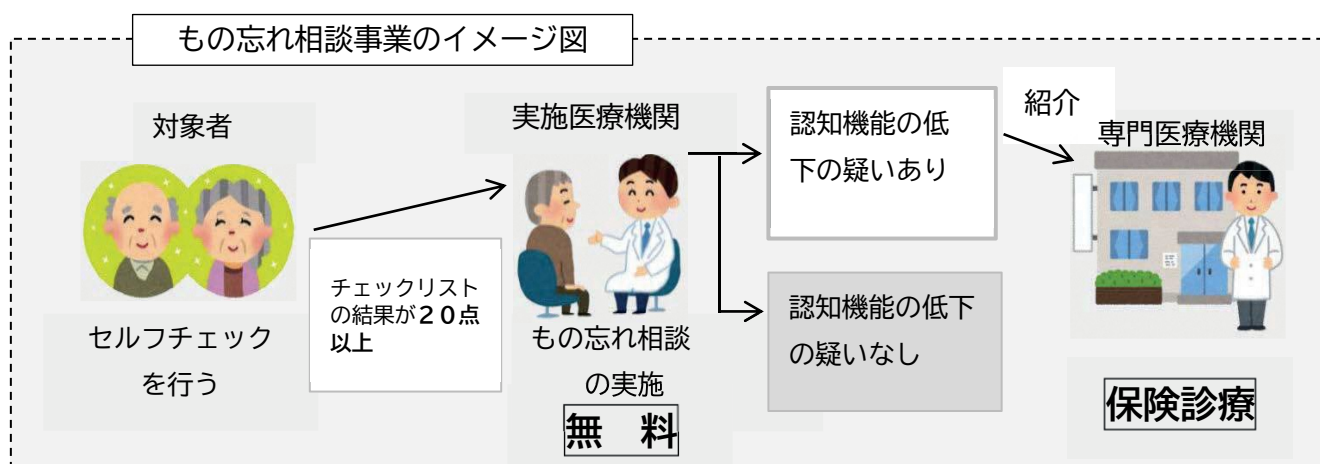 もの忘れ相談事業のイメージ図
対象者
セルフチェック
を行う
チェックリスト
の結果が２０点
以上
実施医療機関
もの忘れ相談
の実施
無　料
認知機能の低
下の疑いあり
認知機能の低下
の疑いなし
紹介
専門医療機関
保険診療